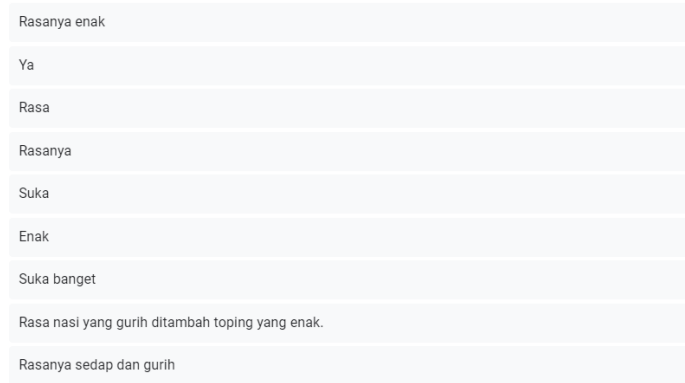 Rasanya enak
Ya
Rasa
Rasanya
Suka
Enak
Suka banget
Rasa nasi yang gurih ditambah toping yang enak.
Rasanya sedap dan gurih